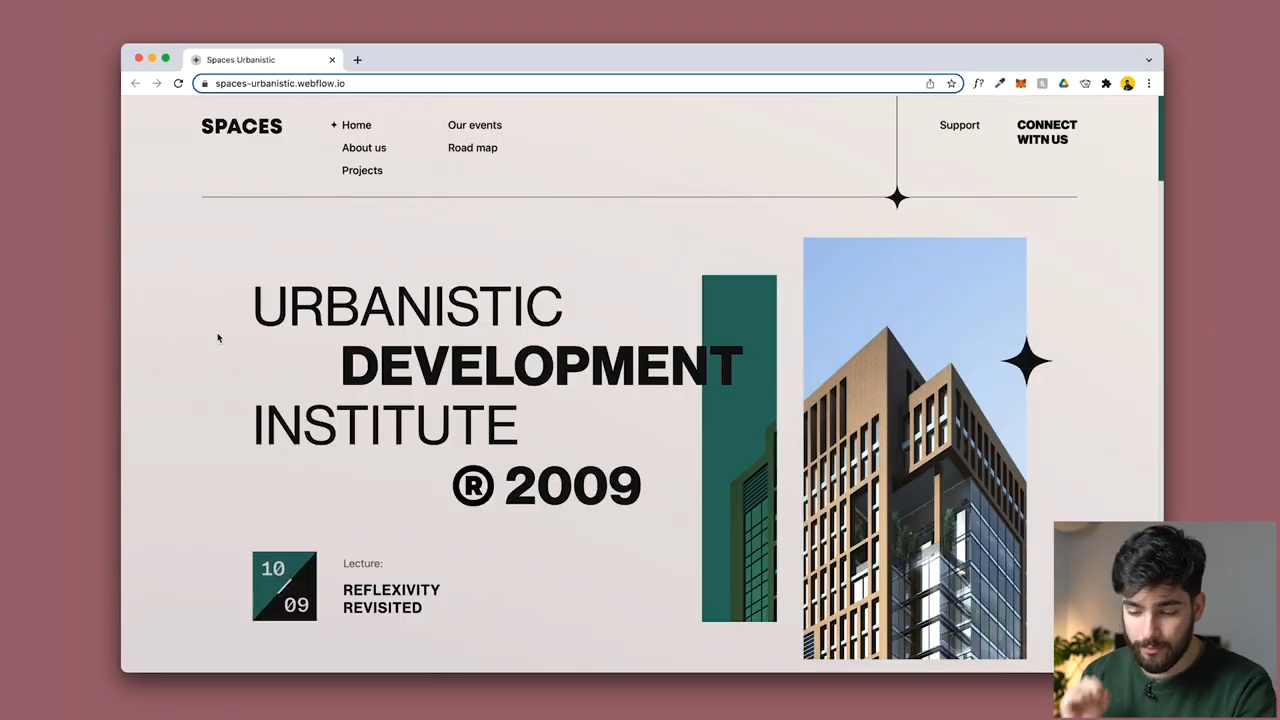 Spaces Urbanistic
spaces-urbanistic.webflow.io
f?
SPACES
Home
About us
Projects
Our events
Road map
Support
CONNECT
WITN US
URBANISTIC
DEVELOPMENT
INSTITUTE
® 2009
10
09
Lecture:
REFLEXIVITY
REVISITED